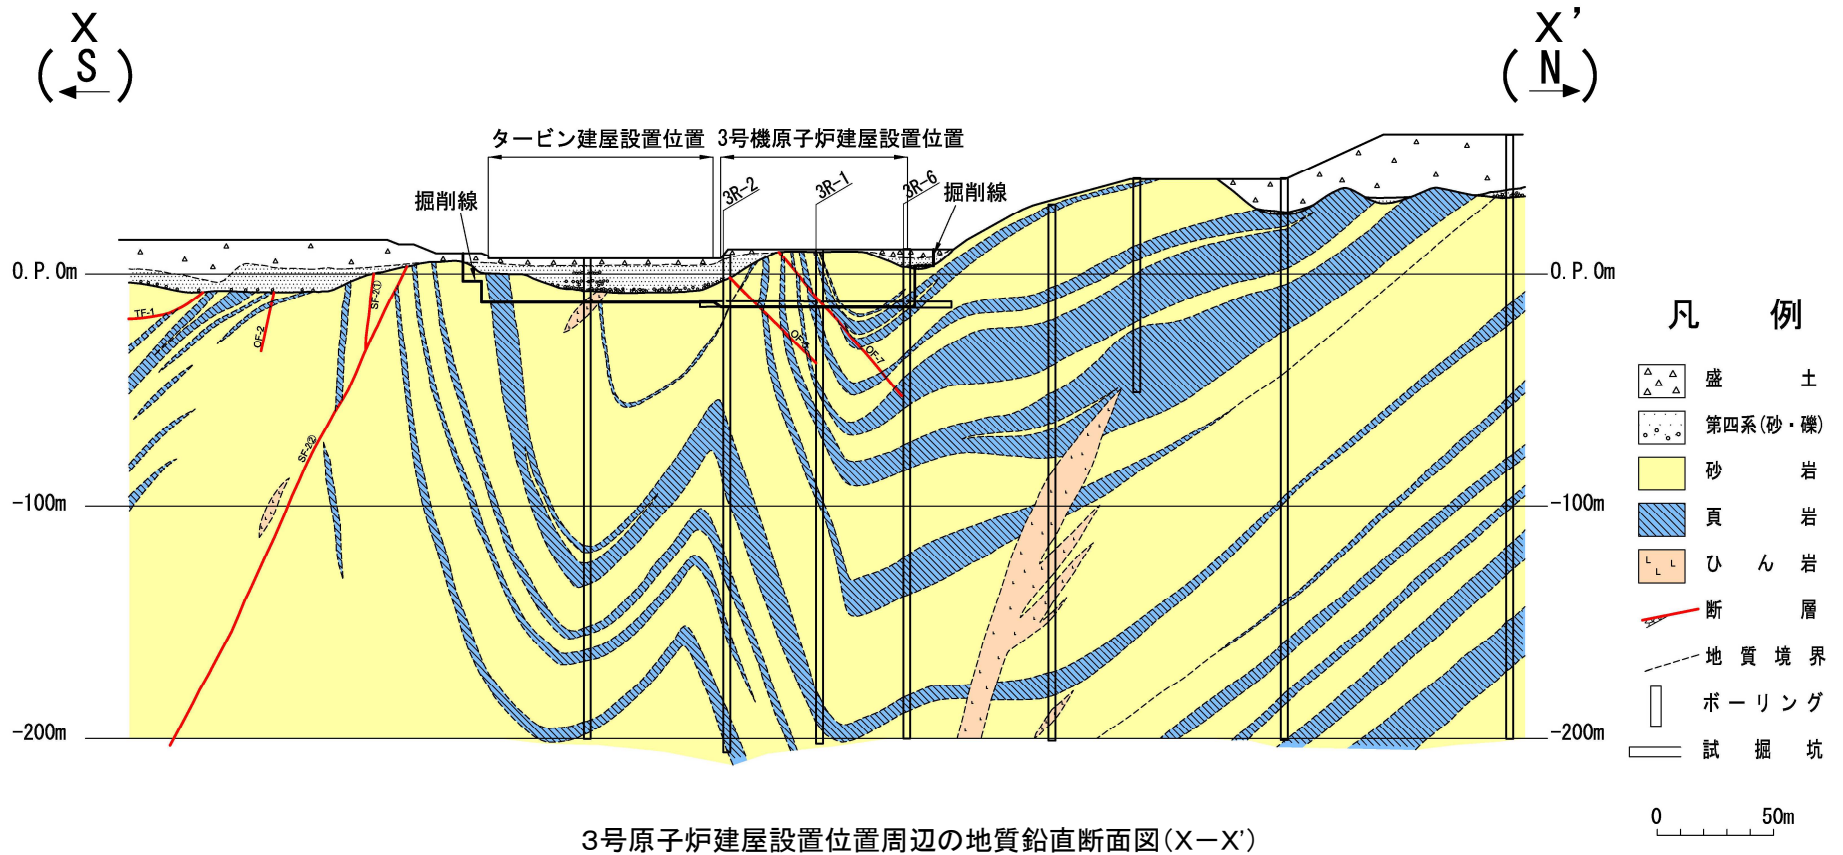 X
(S)
X'
(N)
タービン建屋設置位置
3号機原子炉建屋設置位置
掘削線
3R-2
3R-1
3R-6
掘削線
O.P.0m
O.P.0m
TF-1
OF-2
SF-2①
SF-2②
OF-7
-100m
-100m
-200m
-200m
凡 例
盛 土
第四系(砂・礫)
砂 岩
頁 岩
ひ ん 岩
断 層
地 質 境 界
ボ ー リ ン グ
試 掘 坑
0 50m
3号原子炉建屋設置位置周辺の地質鉛直断面図(X－X')